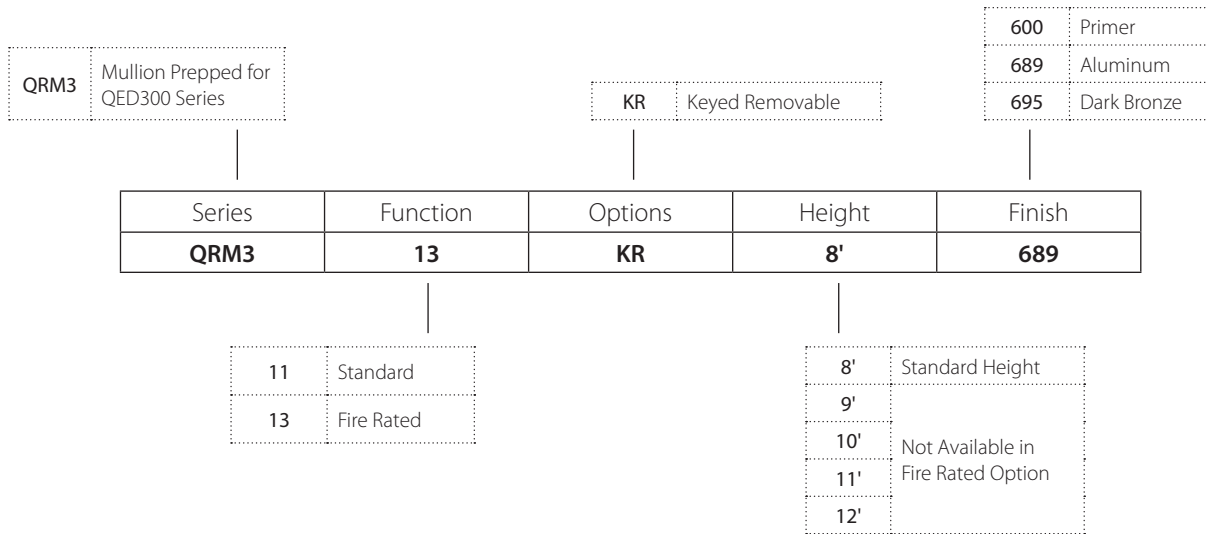 600 Primer
689 Aluminum
695 Dark Bronze
QRM3 Mullion Prepped for
QED300 Series
KR Keyed Removable
Series Function Options Height Finish
QRM3 13 KR 8' 689
11 Standard
13 Fire Rated
8' Standard Height
9'
10'
11'
12'
Not Available in
Fire Rated Option